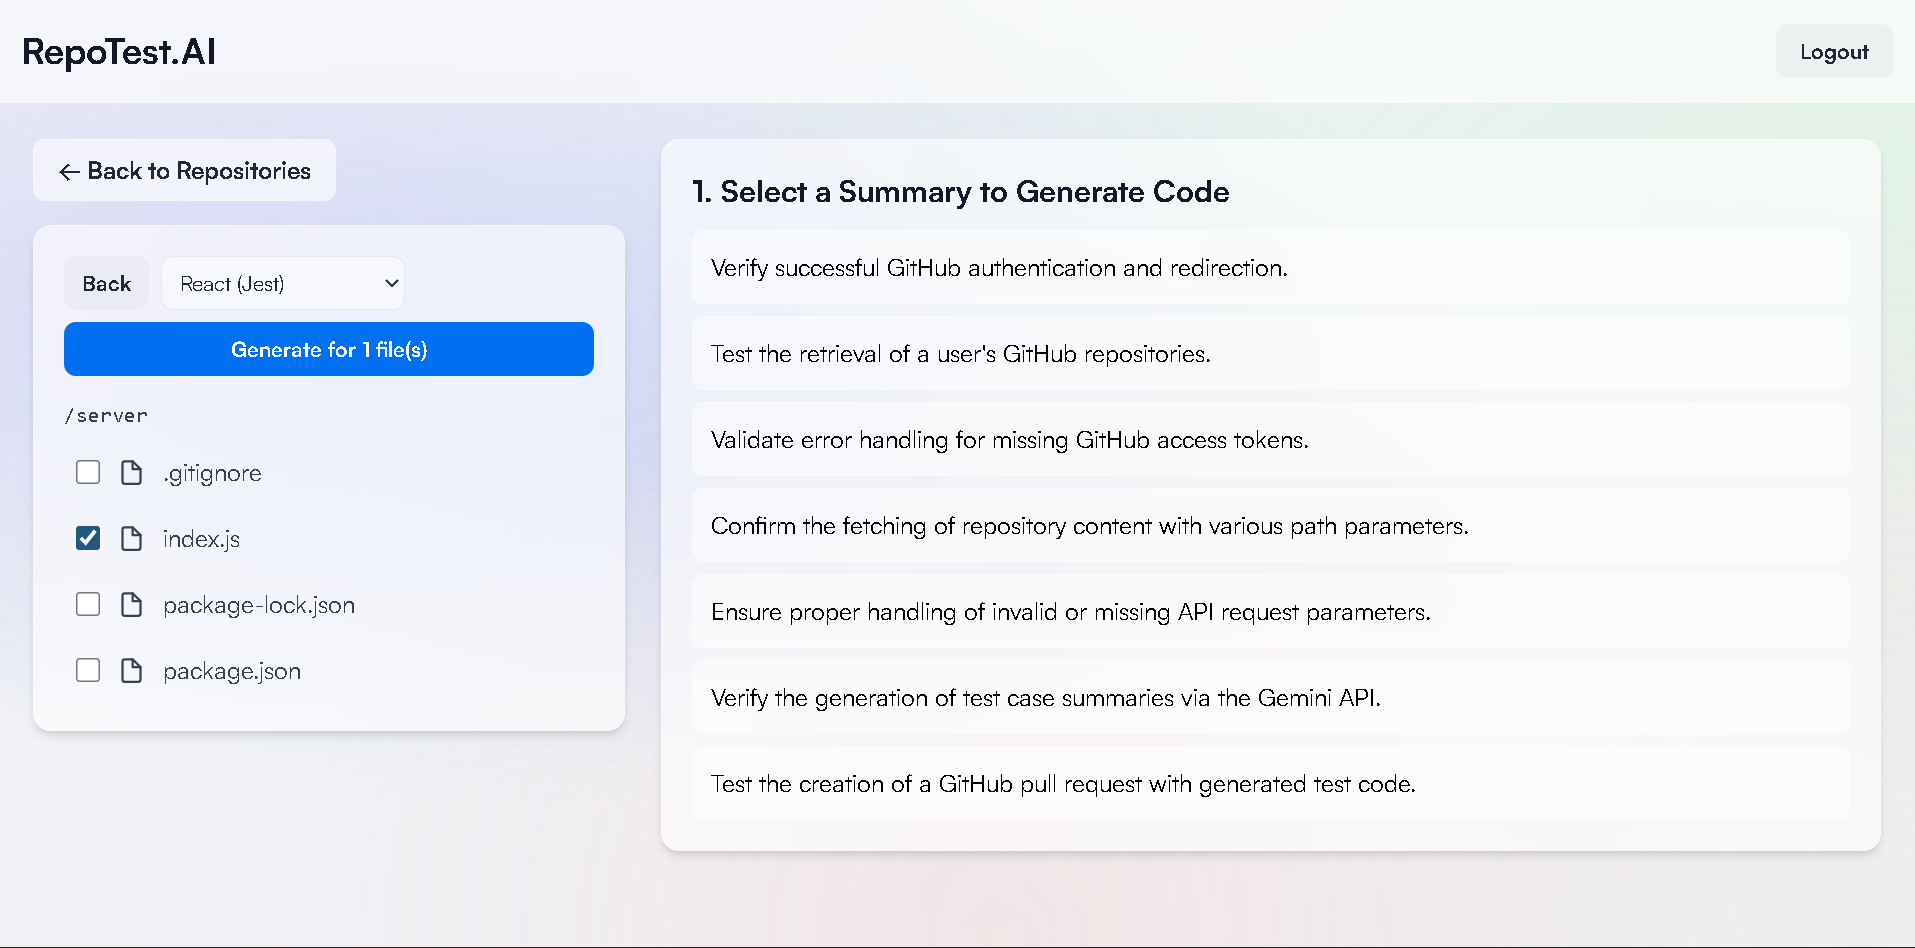 RepoTest.AI
Logout
← Back to Repositories
Back
React (Jest)
Generate for 1 file(s)
/server
.gitignore
index.js
package-lock.json
package.json
1. Select a Summary to Generate Code
Verify successful GitHub authentication and redirection.
Test the retrieval of a user's GitHub repositories.
Validate error handling for missing GitHub access tokens.
Confirm the fetching of repository content with various path parameters.
Ensure proper handling of invalid or missing API request parameters.
Verify the generation of test case summaries via the Gemini API.
Test the creation of a GitHub pull request with generated test code.